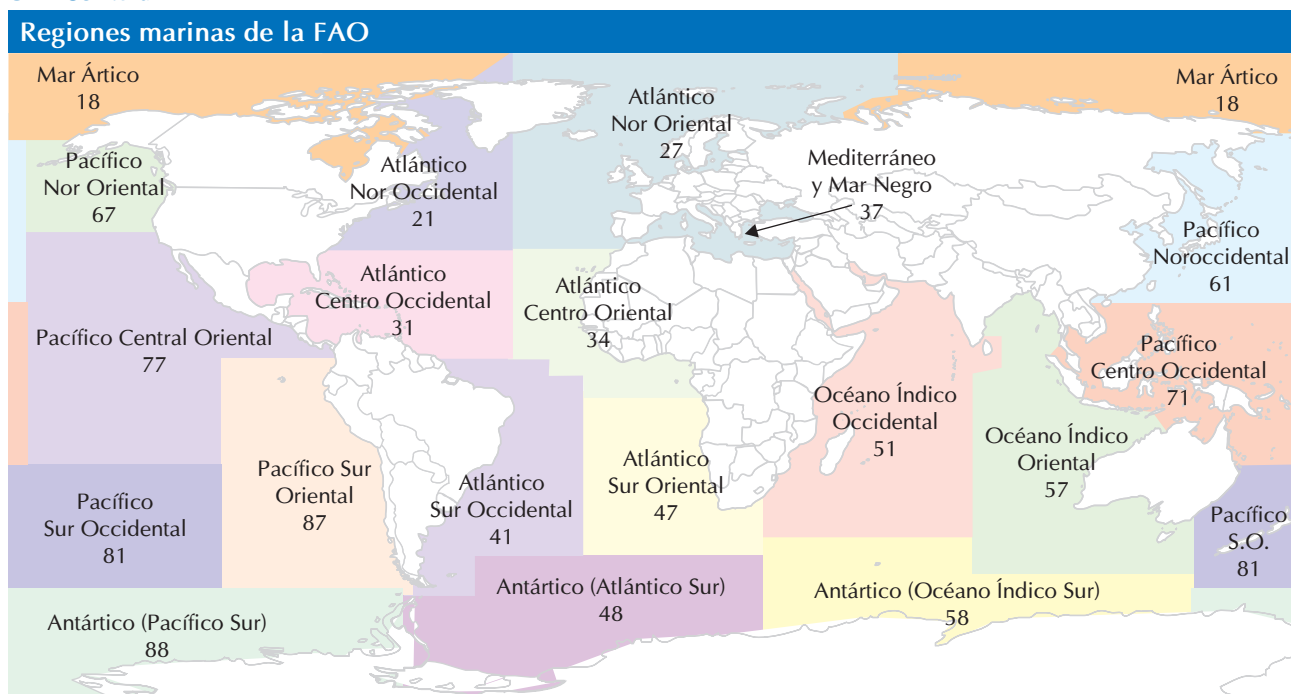 Regiones marinas de la FAO
Mar Ártico
18
Mar Ártico
18
Atlántico
Nor Oriental
27
Pacífico
Nor Oriental
67
Atlántico
Nor Occidental
21
Mediterráneo
y Mar Negro
37
Pacífico
Noroccidental
61
Atlántico
Centro Occidental
31
Atlántico
Centro Oriental
34
Pacífico Central Oriental
77
Pacífico
Centro Occidental
71
Océano Índico
Occidental
51
Océano Índico
Oriental
57
Pacífico Sur
Oriental
87
Atlántico
Sur Occidental
41
Atlántico
Sur Oriental
47
Pacífico
Sur Occidental
81
Pacífico
S.O.
81
Antártico (Atlántico Sur)
48
Antártico (Océano Índico Sur)
58
Antártico (Pacífico Sur)
88